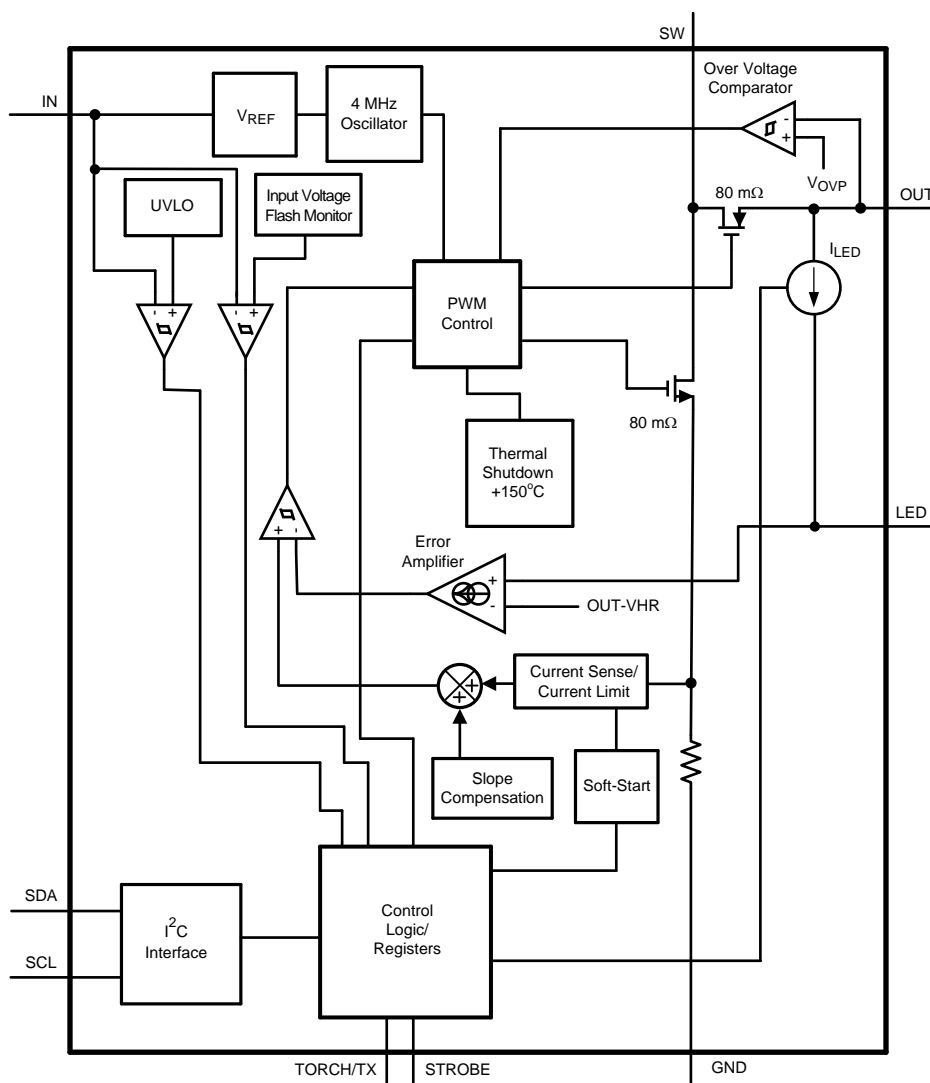 SW
Over Voltage
Comparator
IN
VREF
4 MHz
Oscillator
-
+
VOVP
80 mΩ
OUT
UVLO
Input Voltage
Flash Monitor
ILED
- +
- +
PWM
Control
80 mΩ
Thermal
Shutdown
+150°C
+ -
LED
Error
Amplifier
+
-
OUT-VHR
Current Sense/
Current Limit
+
+
Slope
Compensation
Soft-Start
SDA
I²C
Interface
SCL
Control
Logic/
Registers
TORCH/TX
STROBE
GND